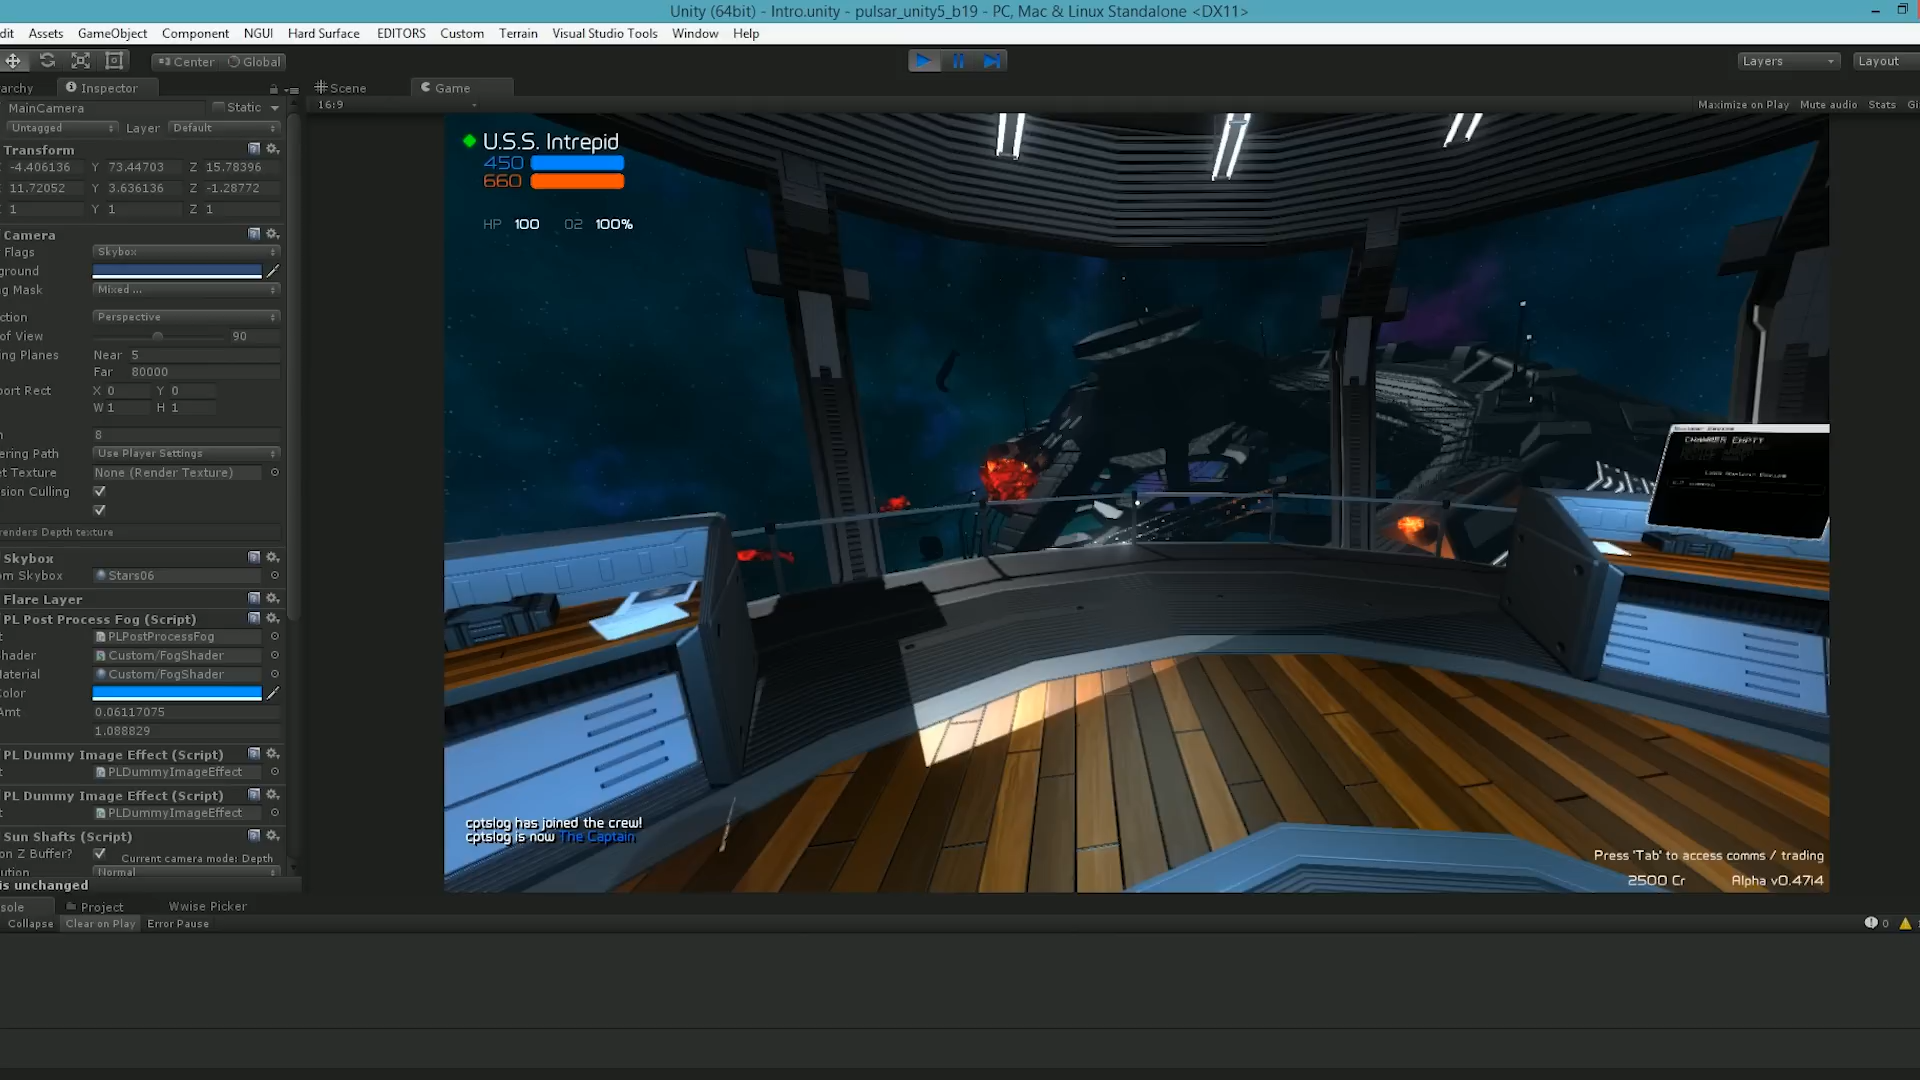 Unity (64bit) - Intro.unity - pulsar_unity5_b19 - PC, Mac & Linux Standalone <DX11>
dit Assets GameObject Component NGUI Hard Surface EDITORS Custom Terrain Visual Studio Tools Window Help
Center Global Layers Layout
archy Inspector Scene Game
MainCamera Static 16:9 Maximize on Play Mute audio Stats Gi
Untagged Layer Default
Transform
-4.406136 Y 73.44703 Z 15.78396
11.72052 Y 3.636136 Z -1.28772
1 Y 1 Z 1
Camera
Flags Skybox
ground
ng Mask Mixed ...
ction Perspective
of View 90
ing Planes Near 5
Far 80000
port Rect X 0 Y 0
W 1 H 1
h 8
ering Path Use Player Settings
et Texture None (Render Texture)
sion Culling
renders Depth texture
Skybox
om Skybox Stars06
Flare Layer
PL Post Process Fog (Script)
t PLPostProcessFog
hader Custom/FogShader
aterial Custom/FogShader
olor
Amt 0.06117075
1.088829
PL Dummy Image Effect (Script)
t PLDummyImageEffect
PL Dummy Image Effect (Script)
t PLDummyImageEffect
Sun Shafts (Script)
on Z Buffer? Current camera mode: Depth
ution Normal
is unchanged
U.S.S. Intrepid
450
660
HP 100 O2 100%
CHAMBER EMPTY
cptslog has joined the crew!
cptslog is now The Captain
Press 'Tab' to access comms / trading
2500 Cr Alpha v0.47i4
sole Project Wwise Picker
Collapse Clear on Play Error Pause 0